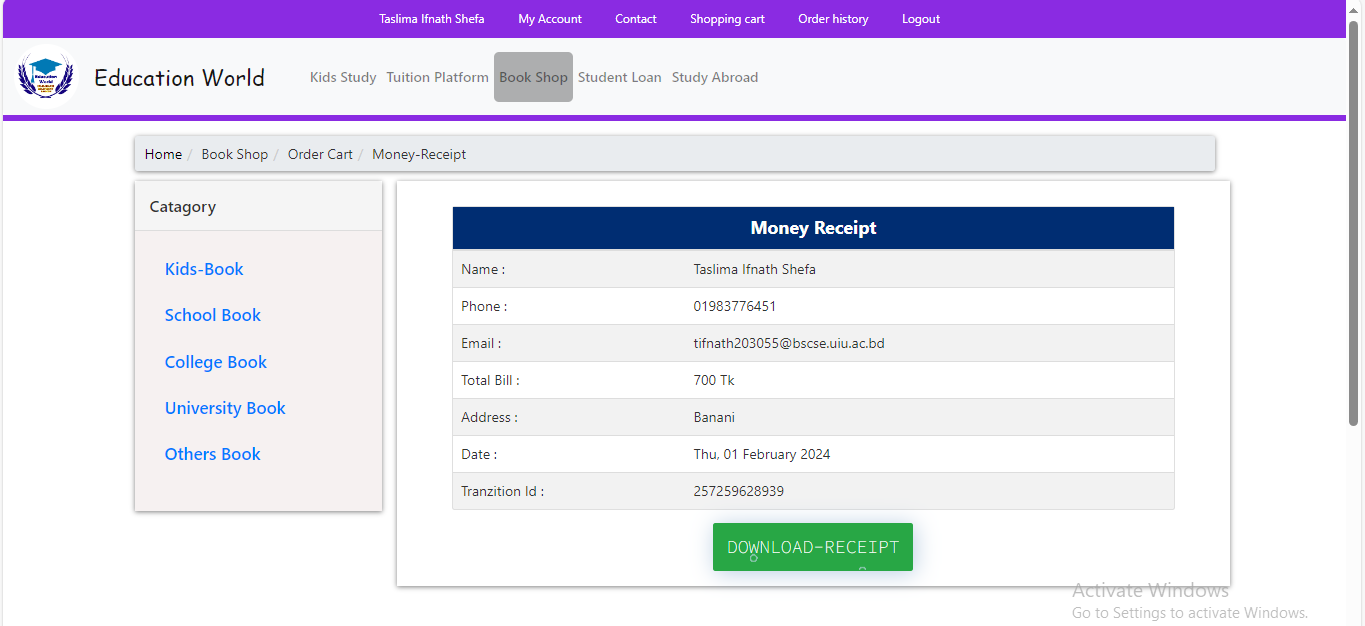 Taslima Ifnath Shefa My Account Contact Shopping cart Order history Logout
Education World
Education World Kids Study Tuition Platform Book Shop Student Loan Study Abroad
Home / Book Shop / Order Cart / Money-Receipt
Catagory
Kids-Book
School Book
College Book
University Book
Others Book
Money Receipt
Name : Taslima Ifnath Shefa
Phone : 01983776451
Email : tifnath203055@bscse.uiu.ac.bd
Total Bill : 700 Tk
Address : Banani
Date : Thu, 01 February 2024
Tranzition Id : 257259628939
DOWNLOAD-RECEIPT
Activate Windows
Go to Settings to activate Windows.